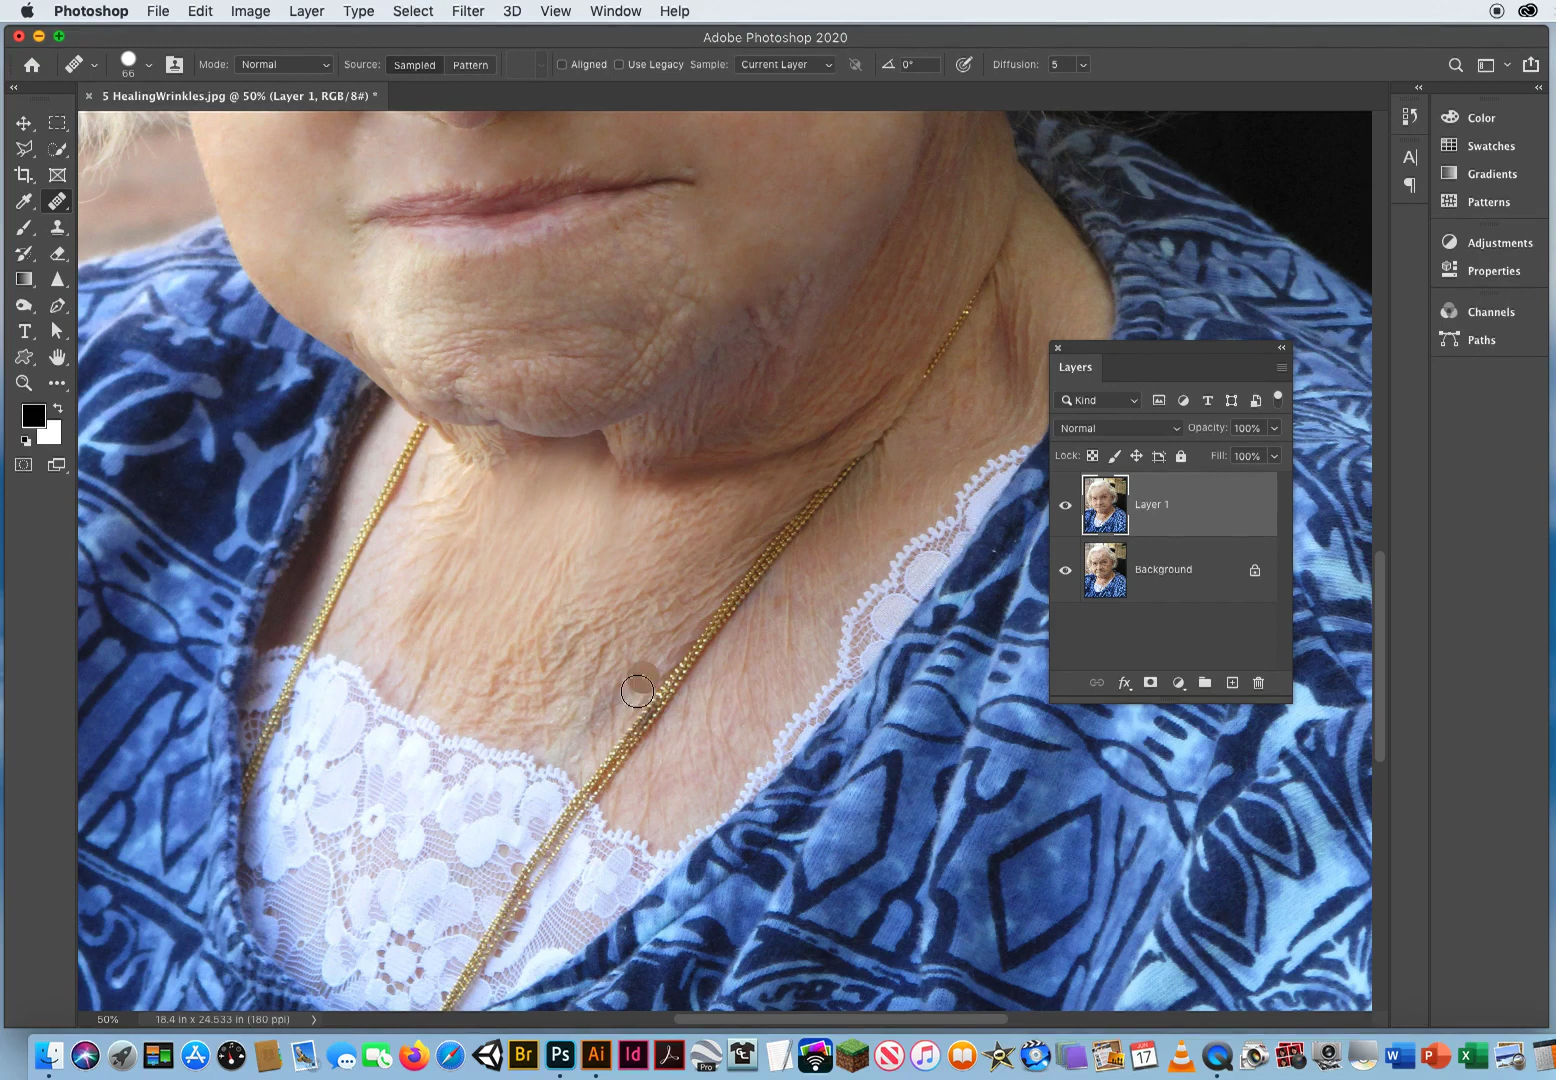 Photoshop File Edit Image Layer Type Select Filter 3D View Window Help
Adobe Photoshop 2020
66 Mode: Normal Source: Sampled Pattern Aligned Use Legacy Sample: Current Layer 0° Diffusion: 5
5 HealingWrinkles.jpg @ 50% (Layer 1, RGB/8#) *
Color
Swatches
Gradients
Patterns
Adjustments
Properties
Channels
Paths
Layers
Kind
Normal Opacity: 100%
Lock: Fill: 100%
Layer 1
Background
fx
50% 18.4 in x 24.533 in (180 ppi)
Br Ps Ai Id Pro JUN 17 W P X